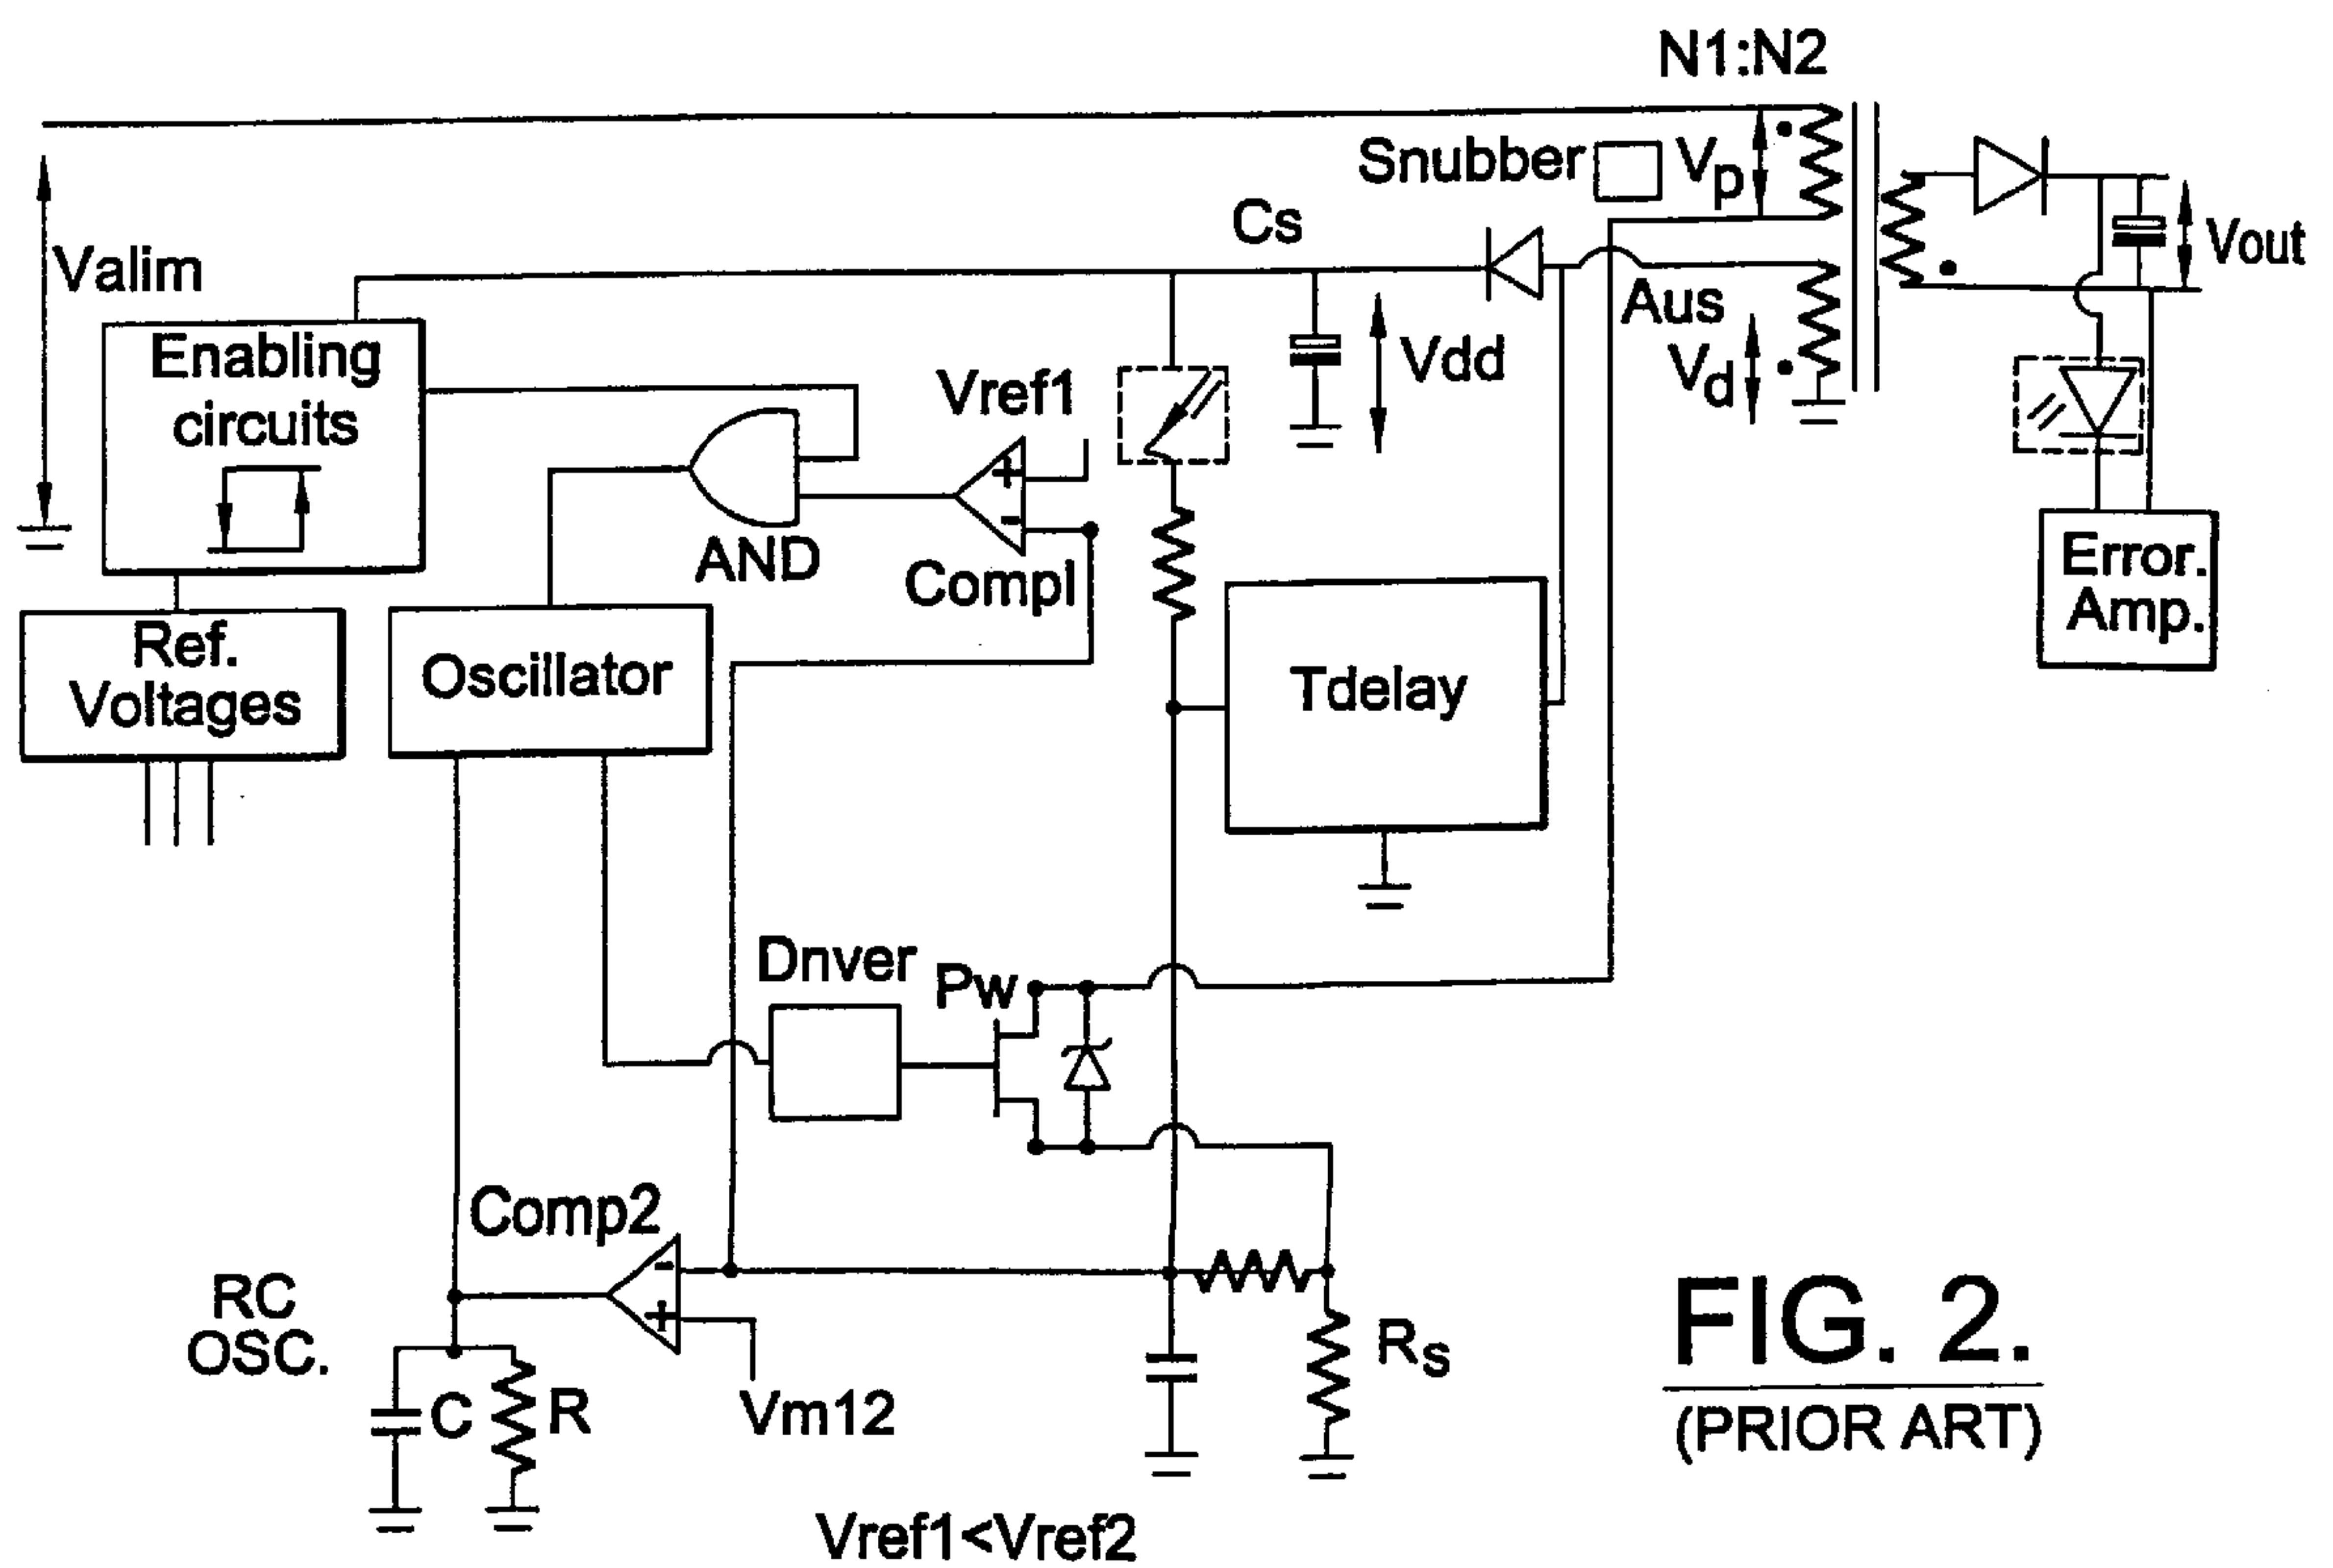 N1:N2
Snubber
Vp
Cs
Valim
Vout
Aus
Vd
Vdd
Enabling
circuits
Vref1
AND
Compl
Error.
Amp.
Ref.
Voltages
Oscillator
Tdelay
Dnver
Pw
Comp2
RC
OSC.
Rs
C
R
Vm12
Vref1<Vref2
FIG. 2.
(PRIOR ART)
+
-
-
+